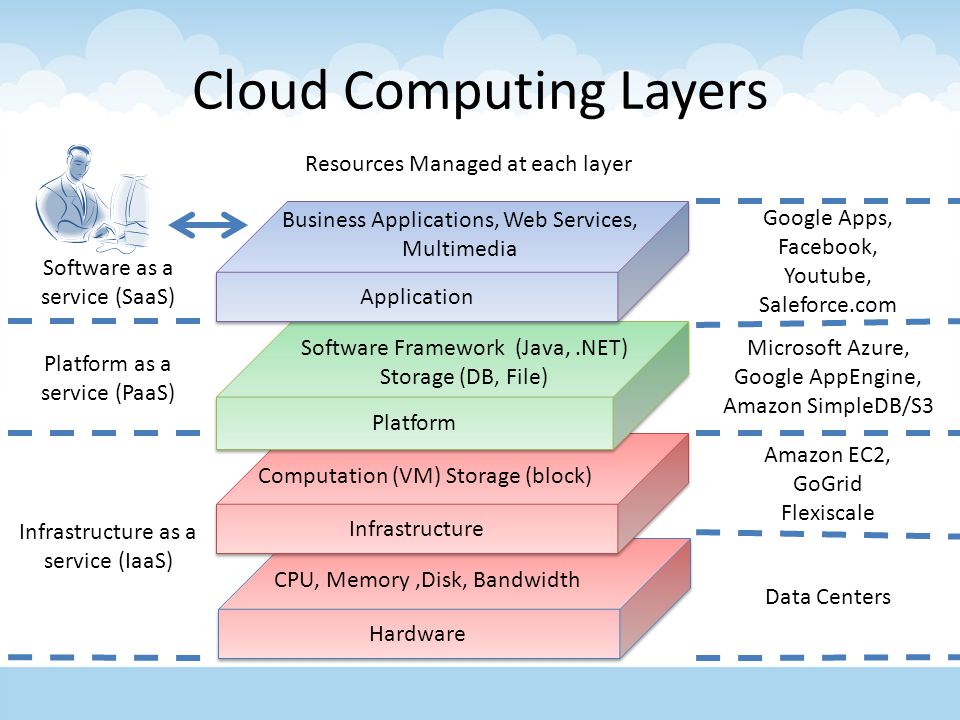 Cloud Computing Layers
Resources Managed at each layer
Business Applications, Web Services,
Multimedia
Application
Software as a
service (SaaS)
Google Apps,
Facebook,
Youtube,
Saleforce.com
Software Framework (Java, .NET)
Storage (DB, File)
Platform
Platform as a
service (PaaS)
Microsoft Azure,
Google AppEngine,
Amazon SimpleDB/S3
Computation (VM) Storage (block)
Infrastructure
Amazon EC2,
GoGrid
Flexiscale
Infrastructure as a
service (IaaS)
CPU, Memory ,Disk, Bandwidth
Hardware
Data Centers